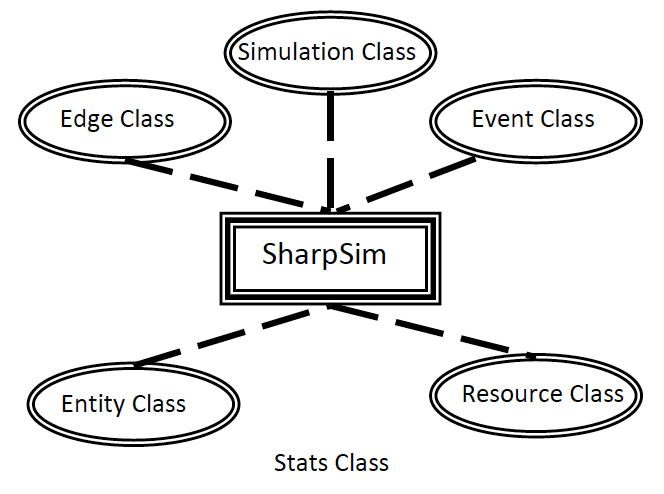 Simulation Class
Edge Class
Event Class
SharpSim
Entity Class
Resource Class
Stats Class